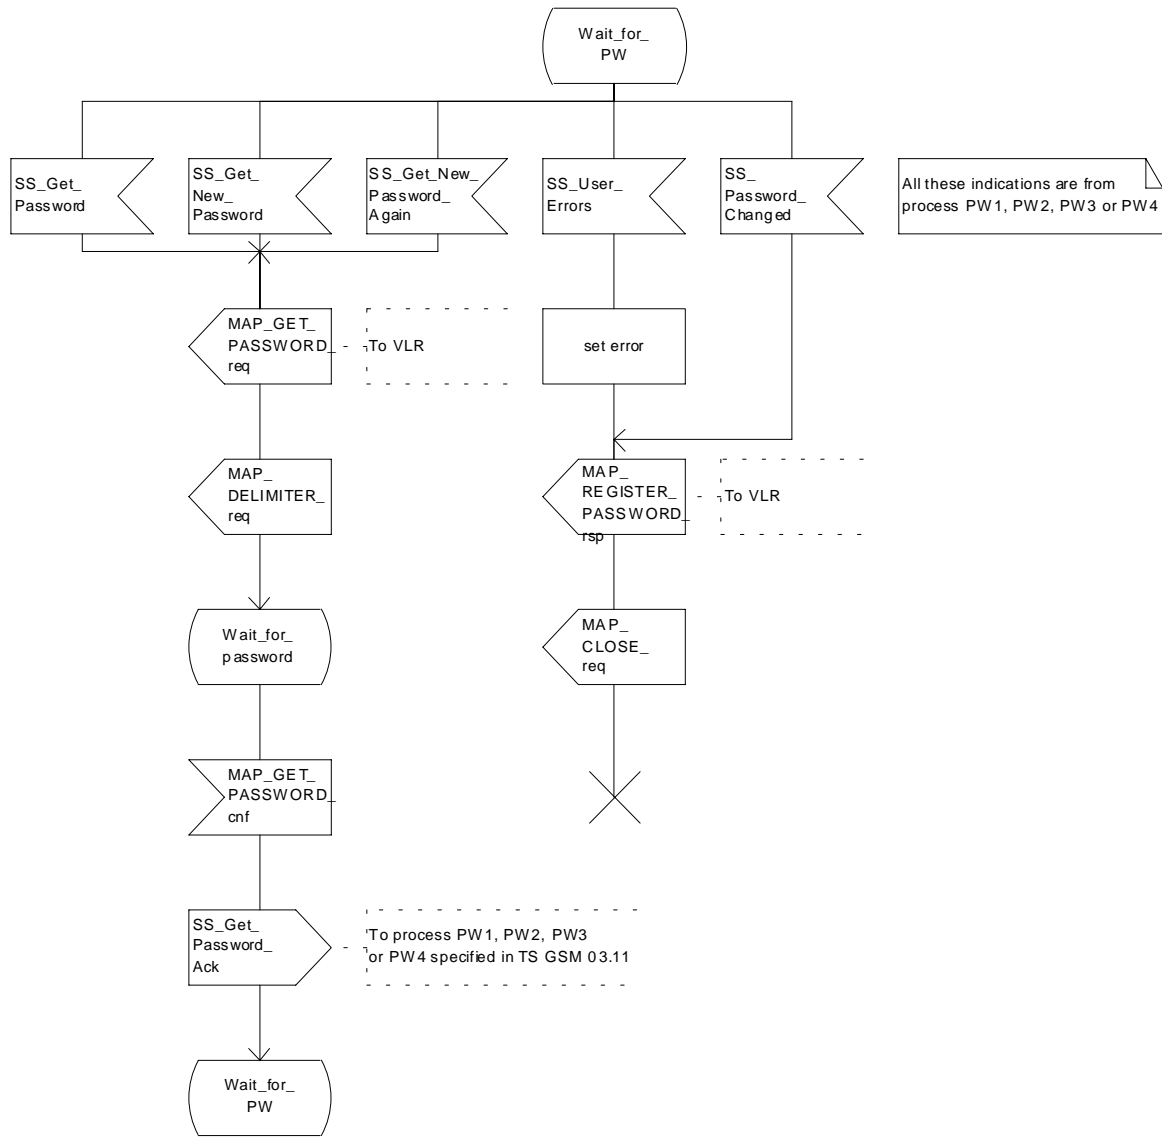 Wait_for_
PW
SS_Get_
Password
SS_Get_
New_
Password
SS_Get_New_
Password_
Again
SS_User_
Errors
SS_
Password_
Changed
All these indications are from
process PW1, PW2, PW3 or PW4
MAP_GET_
PASSWORD_
req
To VLR
set error
MAP_
DELIMITER_
req
MAP_
REGISTER_
PASSWORD_
rsp
To VLR
Wait_for_
password
MAP_
CLOSE_
req
MAP_GET_
PASSWORD_
cnf
SS_Get_
Password_
Ack
To process PW1, PW2, PW3
or PW4 specified in TS GSM 03.11
Wait_for_
PW